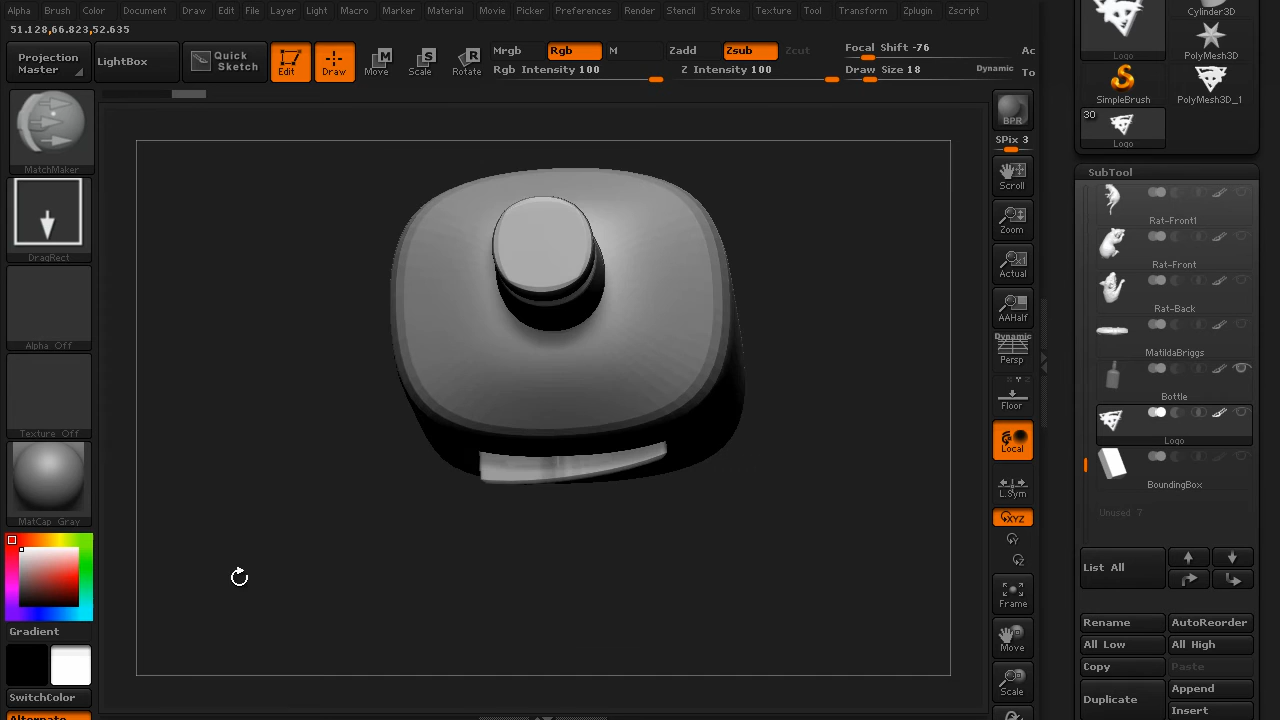 Alpha Brush Color Document Draw Edit File Layer Light Macro Marker Material Movie Picker Preferences Render Stencil Stroke Texture Tool Transform Zplugin Zscript
51.128,66.823,52.635
Projection Master
LightBox
Quick Sketch
Edit
Draw
Move
Scale
Rotate
Mrgb
Rgb
M
Zadd
Zsub
Zcut
Focal Shift -76
Ac
Rgb Intensity 100
Z Intensity 100
Draw Size 18
Dynamic
To
MatchMaker
DragRect
Alpha Off
Texture Off
MatCap Gray
Gradient
SwitchColor
Alternate
BPR
SPix 3
Scroll
Zoom
Actual
AAHalf
Dynamic
Persp
Floor
Local
L.Sym
XYZ
Y
Z
Frame
Move
Scale
Logo
Cylinder3D
PolyMesh3D
SimpleBrush
PolyMesh3D_1
30
Logo
SubTool
Rat-Front1
Rat-Front
Rat-Back
MatildaBriggs
Bottle
Logo
BoundingBox
Unused 7
List All
Rename
AutoReorder
All Low
All High
Copy
Paste
Duplicate
Append
Insert